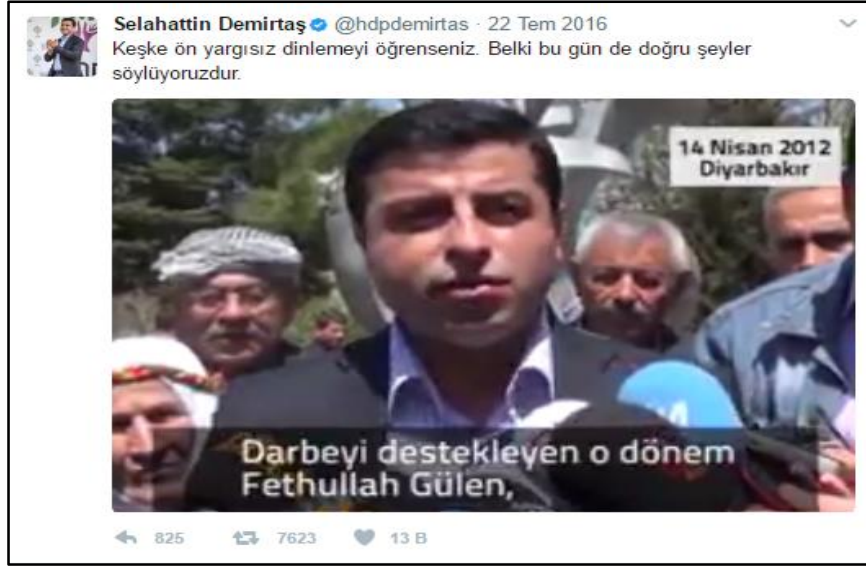 Selahattin Demirtaş @hdpdemirtas · 22 Tem 2016
Keşke ön yargısız dinlemeyi öğrenseniz. Belki bu gün de doğru şeyler
söylüyoruzdur.
14 Nisan 2012
Diyarbakır
Darbeyi destekleyen o dönem
Fethullah Gülen,
825 7623 13 B